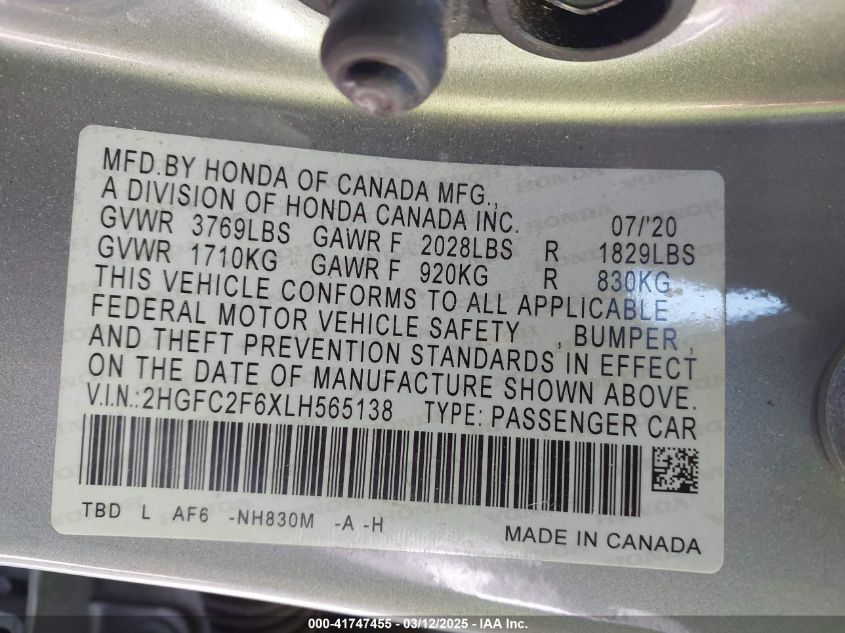 MFD.BY HONDA OF CANADA MFG.,
A DIVISION OF HONDA CANADA INC. 07/'20
GVWR 3769LBS GAWR F 2028LBS R 1829LBS
GVWR 1710KG GAWR F 920KG R 830KG
THIS VEHICLE CONFORMS TO ALL APPLICABLE
FEDERAL MOTOR VEHICLE SAFETY , BUMPER ,
AND THEFT PREVENTION STANDARDS IN EFFECT
ON THE DATE OF MANUFACTURE SHOWN ABOVE.
V.I.N.:2HGFC2F6XLH565138 TYPE: PASSENGER CAR
TBD L AF6 -NH830M -A -H
MADE IN CANADA
000-41747455 - 03/12/2025 - IAA Inc.